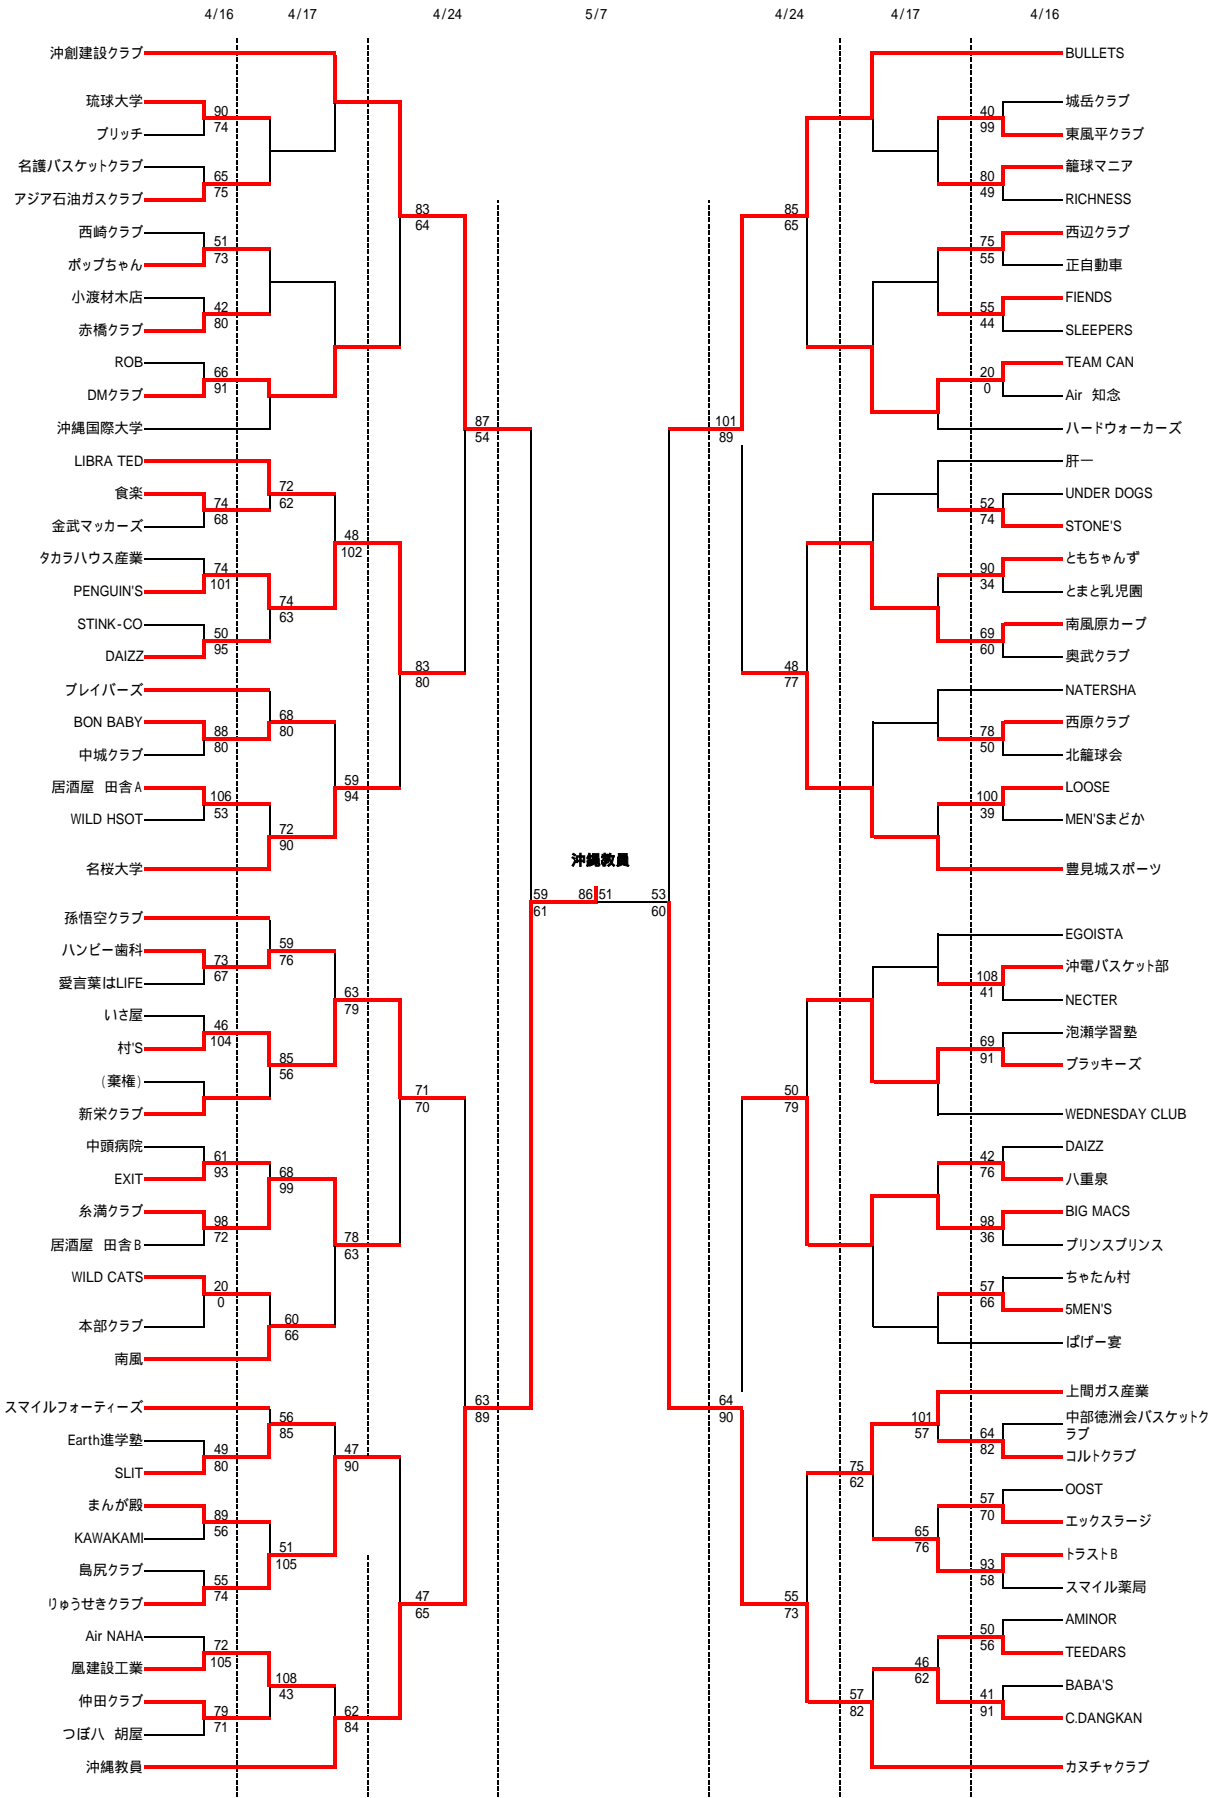 4/16
4/17
4/24
5/7
4/24
4/17
4/16
沖創建設クラブ
琉球大学
ブリッチ
名護バスケットクラブ
アジア石油ガスクラブ
西崎クラブ
ポップちゃん
小渡材木店
赤橋クラブ
ROB
DMクラブ
沖縄国際大学
LIBRA TED
食楽
金武マッカーズ
タカラハウス産業
PENGUIN'S
STINK-CO
DAIZZ
ブレイバーズ
BON BABY
中城クラブ
居酒屋 田舎A
WILD HSOT
名桜大学
孫悟空クラブ
ハンビー歯科
愛言葉はLIFE
いさ屋
村'S
(棄権)
新栄クラブ
中頭病院
EXIT
糸満クラブ
居酒屋 田舎B
WILD CATS
本部クラブ
南風
スマイルフォーティーズ
Earth進学塾
SLIT
まんが殿
KAWAKAMI
島尻クラブ
りゅうせきクラブ
Air NAHA
凰建設工業
仲田クラブ
つぼ八 胡屋
沖縄教員
90
74
65
75
51
73
42
80
66
91
74
68
74
101
50
95
88
80
106
53
73
67
46
104
61
93
98
72
20
0
49
80
89
56
55
74
72
105
79
71
72
62
74
63
68
80
72
90
59
76
85
56
68
99
60
66
56
85
51
105
108
43
48
102
59
94
63
79
78
63
47
90
62
84
83
64
83
80
71
70
47
65
87
54
63
89
59
61
沖縄教員
86
51
53
60
101
89
64
90
85
65
48
77
50
79
55
73
75
62
57
82
101
57
65
76
46
62
40
99
80
49
75
55
55
44
20
0
52
74
90
34
69
60
78
50
100
39
108
41
69
91
42
76
98
36
57
66
64
82
57
70
93
58
50
56
41
91
BULLETS
城岳クラブ
東風平クラブ
籠球マニア
RICHNESS
西辺クラブ
正自動車
FIENDS
SLEEPERS
TEAM CAN
Air 知念
ハードウォーカーズ
肝一
UNDER DOGS
STONE'S
ともちゃんず
とまと乳児園
南風原カープ
奥武クラブ
NATERSHA
西原クラブ
北籠球会
LOOSE
MEN'Sまどか
豊見城スポーツ
EGOISTA
沖電バスケット部
NECTER
泡瀬学習塾
ブラッキーズ
WEDNESDAY CLUB
DAIZZ
八重泉
BIG MACS
プリンスプリンス
ちゃたん村
5MEN'S
ぱげー宴
上間ガス産業
中部徳洲会バスケットク
ラブ
コルトクラブ
OOST
エックスラージ
トラストB
スマイル薬局
AMINOR
TEEDARS
BABA'S
C.DANGKAN
カヌチャクラブ